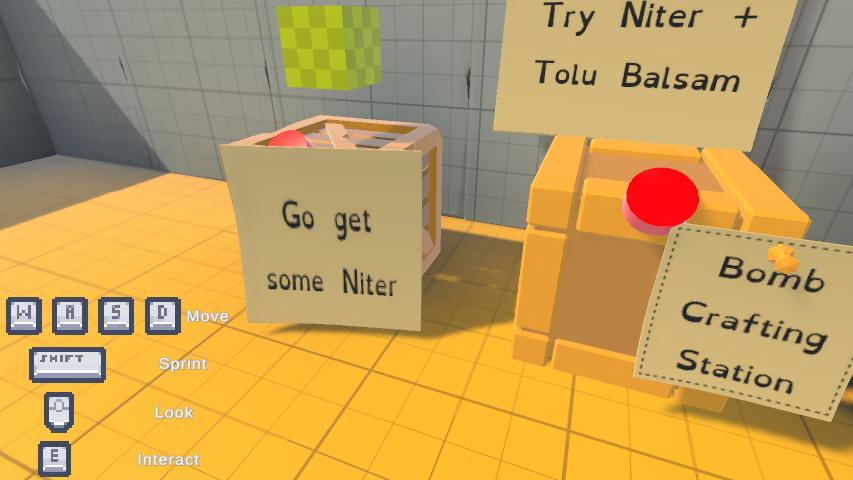 Try Niter +
Tolu Balsam
Go get
some Niter
Bomb
Crafting
Station
W A S D Move
SHIFT Sprint
Look
E Interact